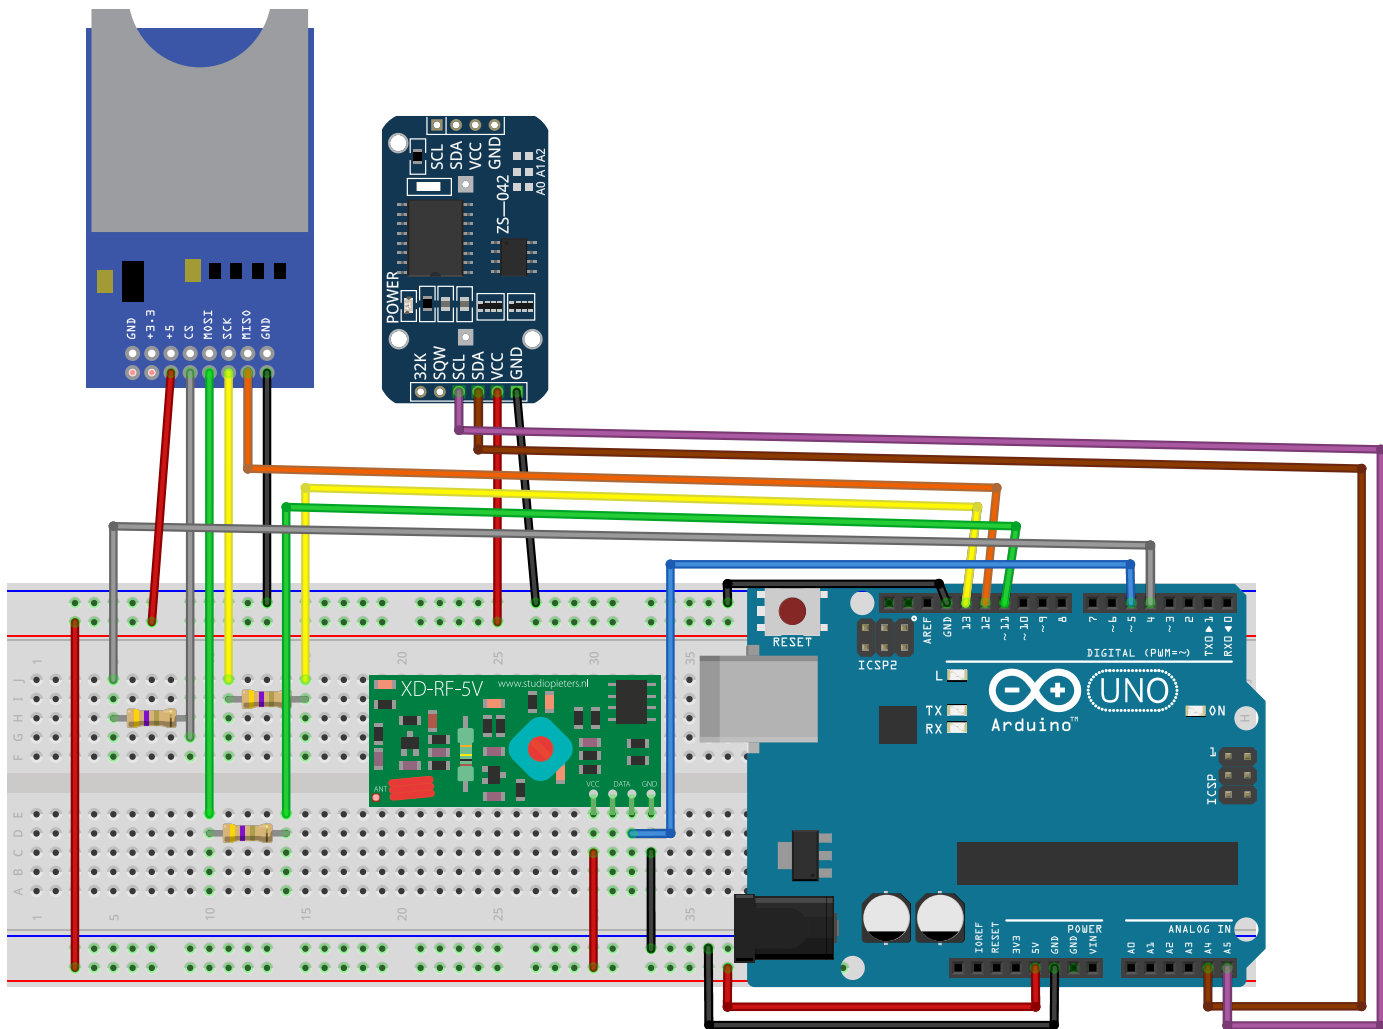 GND
+3.3
+5
CS
MOSI
SCK
MISO
GND
SCL
SDA
VCC
GND
A0 A1 A2
ZS-042
POWER
32K
SQW
SCL
SDA
VCC
GND
1
20
30
35
J
I
H
G
F
E
D
C
B
A
1
5
10
15
20
25
30
35
XD-RF-5V
www.studiopieters.nl
ANT
VCC
DATA
GND
RESET
ICSP2
AREF
GND
13
12
~11
~10
~9
8
7
~6
~5
4
~3
2
TX0▶1
RX0◀0
DIGITAL (PWM=~)
L
TX
RX
UNO
Arduino™
ON
1
ICSP
H
IOREF
RESET
3V3
5V
GND
GND
VIN
POWER
ANALOG IN
A0
A1
A2
A3
A4
A5